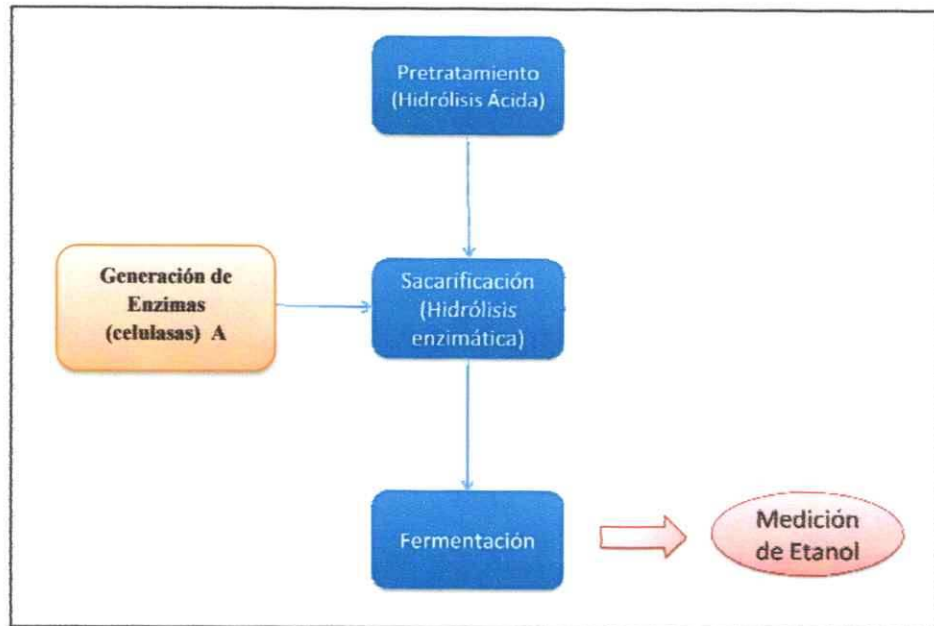 Pretratamiento
(Hidrólisis Ácida)
Generación de
Enzimas
(celulasas) A
Sacarificación
(Hidrólisis
enzimática)
Fermentación
Medición
de Etanol